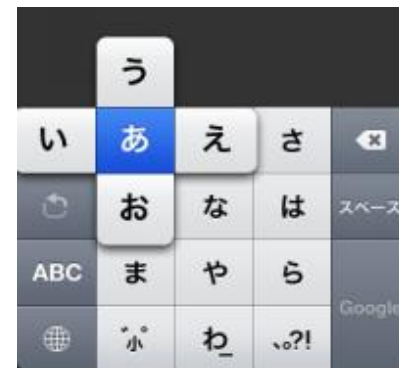 う
い あ え さ
お な は スペース
ABC ま や ら
Google
小 わ 、。?!